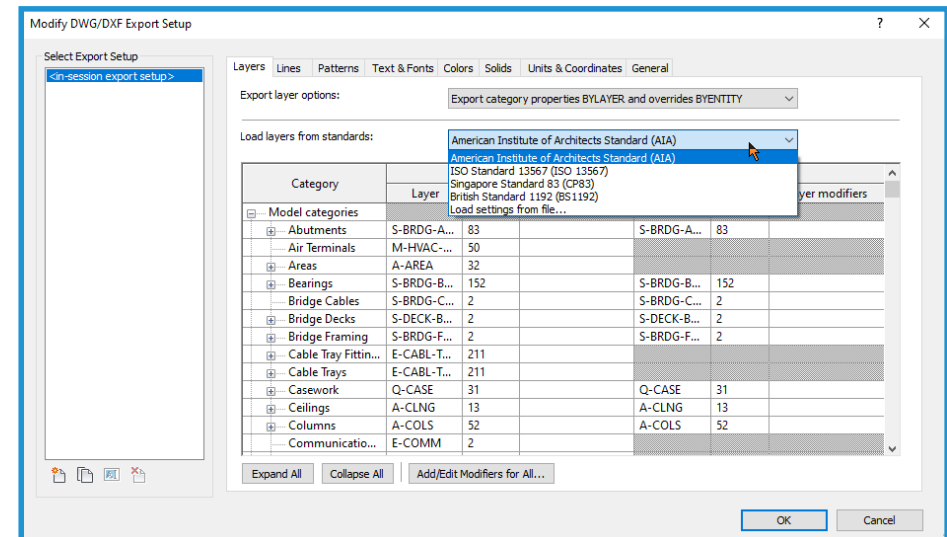 Modify DWG/DXF Export Setup
Select Export Setup
<in-session export setup>
Layers Lines Patterns Text & Fonts Colors Solids Units & Coordinates General
Export layer options: Export category properties BYLAYER and overrides BYENTITY
Load layers from standards: American Institute of Architects Standard (AIA)
American Institute of Architects Standard (AIA)
ISO Standard 13567 (ISO 13567)
Singapore Standard 83 (CP83)
British Standard 1192 (BS1192)
Load settings from file...
Category Layer yer modifiers
Model categories
Abutments S-BRDG-A... 83 S-BRDG-A... 83
Air Terminals M-HVAC-... 50
Areas A-AREA 32
Bearings S-BRDG-B... 152 S-BRDG-B... 152
Bridge Cables S-BRDG-C... 2 S-BRDG-C... 2
Bridge Decks S-DECK-B... 2 S-DECK-B... 2
Bridge Framing S-BRDG-F... 2 S-BRDG-F... 2
Cable Tray Fittin... E-CABL-T... 211
Cable Trays E-CABL-T... 211
Casework Q-CASE 31 Q-CASE 31
Ceilings A-CLNG 13 A-CLNG 13
Columns A-COLS 52 A-COLS 52
Communicatio... E-COMM 2
Expand All Collapse All Add/Edit Modifiers for All...
OK Cancel